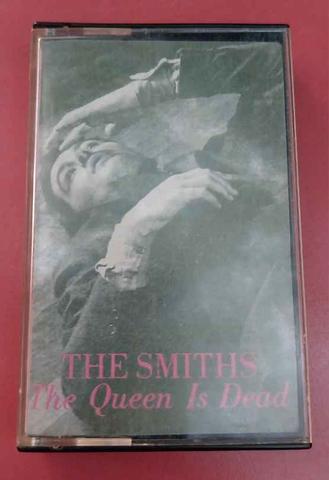 THE SMITHS
The Queen Is Dead